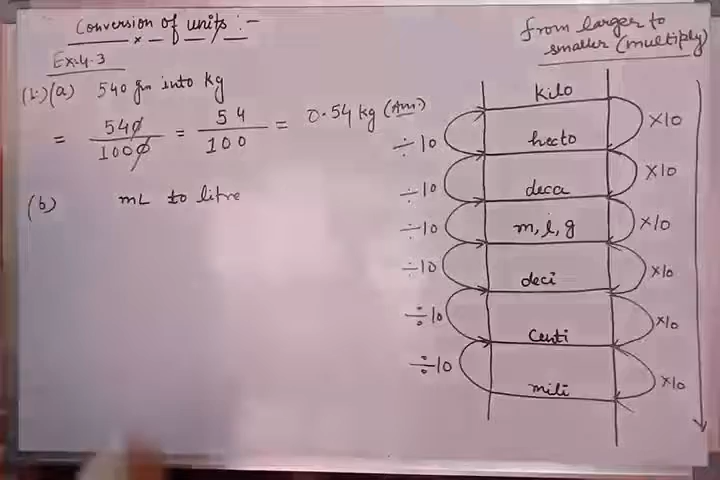 Conversion of units :-
Ex-4.3
(1.)(a) 540 gm into kg
= 540/1000 = 54/100 = 0.54 kg (Ans)
(b) mL to litre
from larger to
smaller (multiply)
kilo
hecto
deca
m, l, g
deci
centi
mili
÷10
÷10
÷10
÷10
÷10
÷10
×10
×10
×10
×10
×10
×10